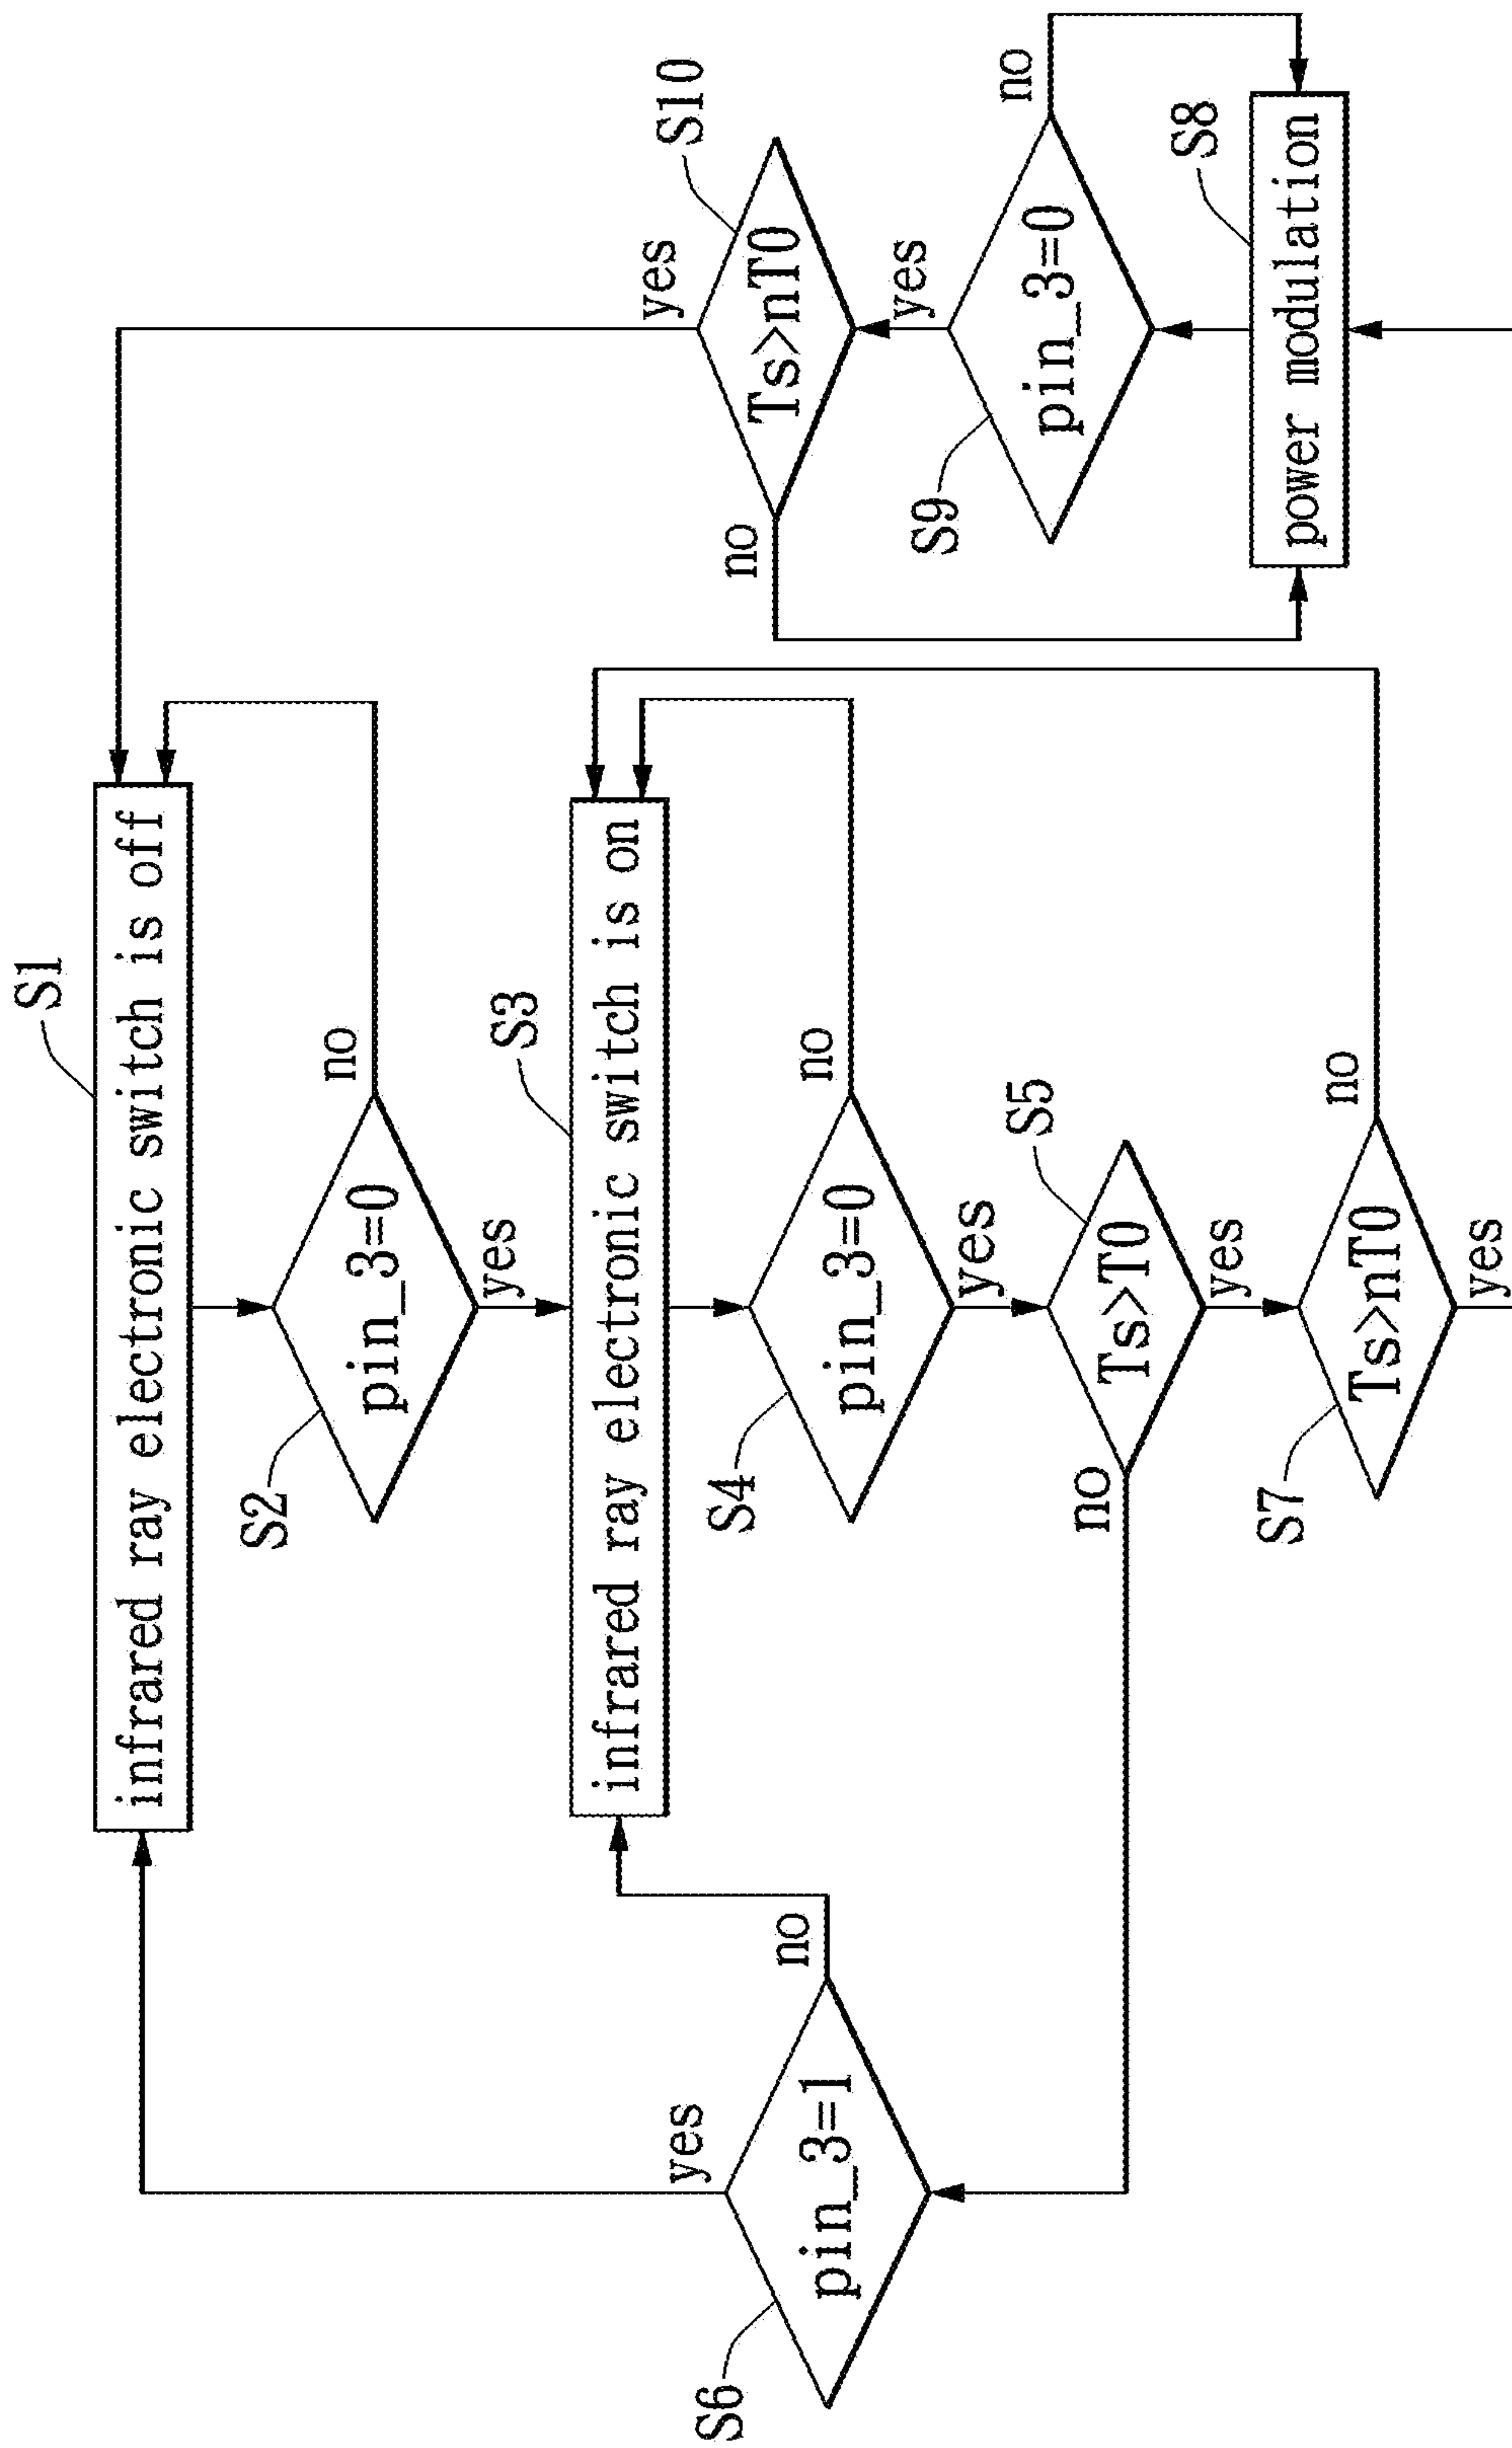 S1
infrared ray electronic switch is off
S2
pin_3=0
no
yes
S3
infrared ray electronic switch is on
S4
pin_3=0
no
yes
S5
Ts>T0
no
yes
S6
pin_3=1
yes
no
S7
Ts>nT0
no
yes
S10
Ts>nT0
yes
no
S9
pin_3=0
yes
no
S8
power modulation